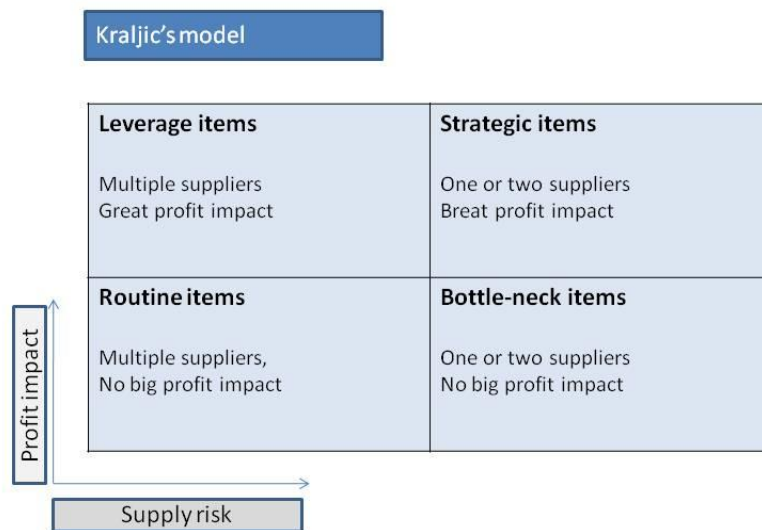 Kraljic's model
Leverage items
Multiple suppliers
Great profit impact
Strategic items
One or two suppliers
Breat profit impact
Routine items
Multiple suppliers,
No big profit impact
Bottle-neck items
One or two suppliers
No big profit impact
Profit impact
Supply risk